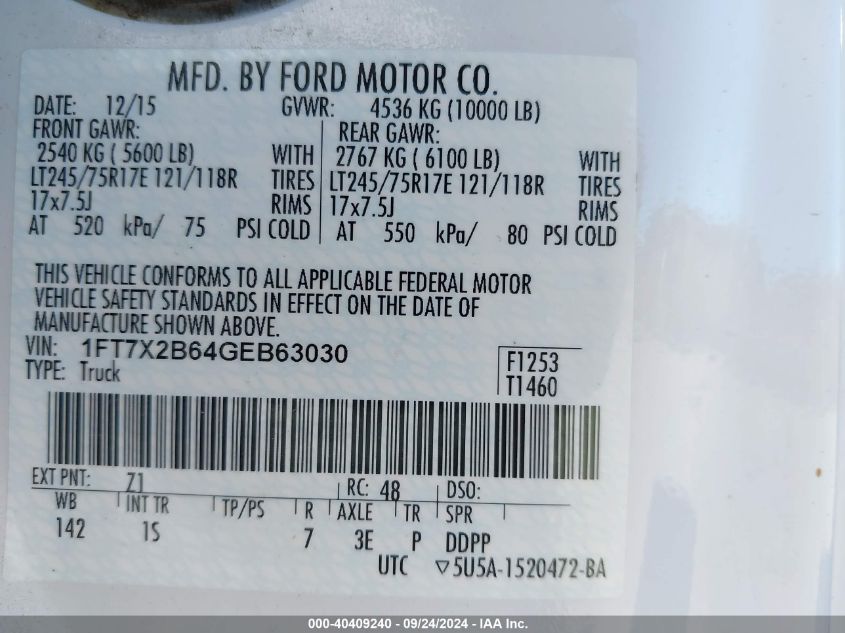 MFD. BY FORD MOTOR CO.
DATE: 12/15 GVWR: 4536 KG (10000 LB)
FRONT GAWR: REAR GAWR:
2540 KG ( 5600 LB) WITH 2767 KG ( 6100 LB) WITH
LT245/75R17E 121/118R TIRES LT245/75R17E 121/118R TIRES
17x7.5J RIMS 17x7.5J RIMS
AT 520 kPa/ 75 PSI COLD AT 550 kPa/ 80 PSI COLD
THIS VEHICLE CONFORMS TO ALL APPLICABLE FEDERAL MOTOR
VEHICLE SAFETY STANDARDS IN EFFECT ON THE DATE OF
MANUFACTURE SHOWN ABOVE.
VIN: 1FT7X2B64GEB63030 F1253
TYPE: Truck T1460
EXT PNT: Z1 RC: 48 DSO:
WB INT TR TP/PS R AXLE TR SPR
142 1S 7 3E P DDPP
UTC ▽5U5A-1520472-BA
000-40409240 - 09/24/2024 - IAA Inc.